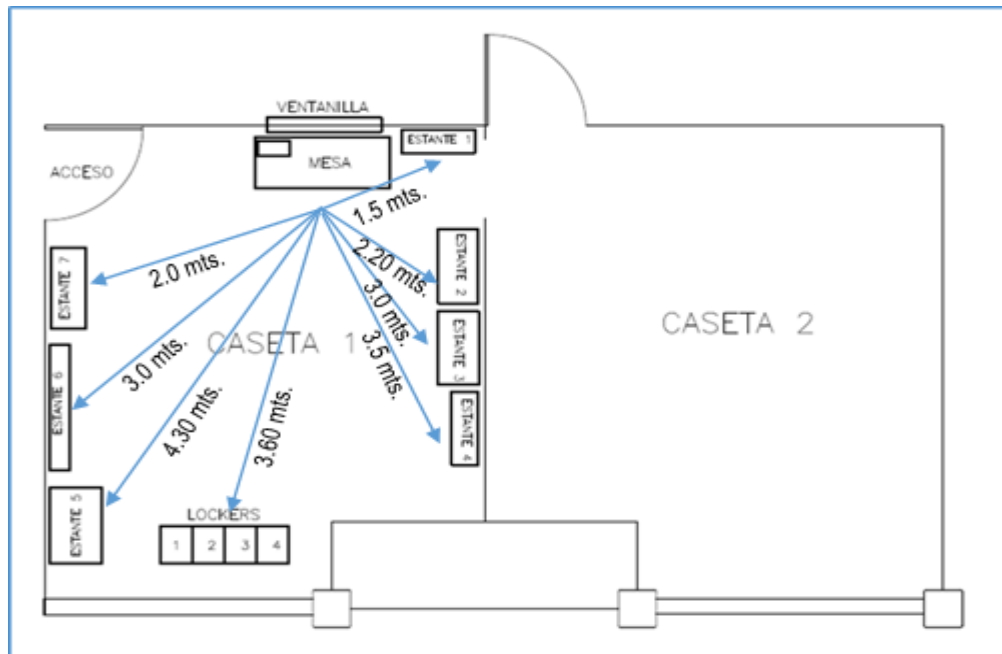 VENTANILLA
ESTANTE 1
MESA
ACCESO
1.5 mts.
2.0 mts.
2.20 mts.
3.0 mts.
3.5 mts.
3.0 mts.
4.30 mts.
3.60 mts.
ESTANTE 7
ESTANTE 2
CASETA 1
CASETA 2
ESTANTE 3
ESTANTE 6
ESTANTE 4
ESTANTE 5
LOCKERS
1 2 3 4